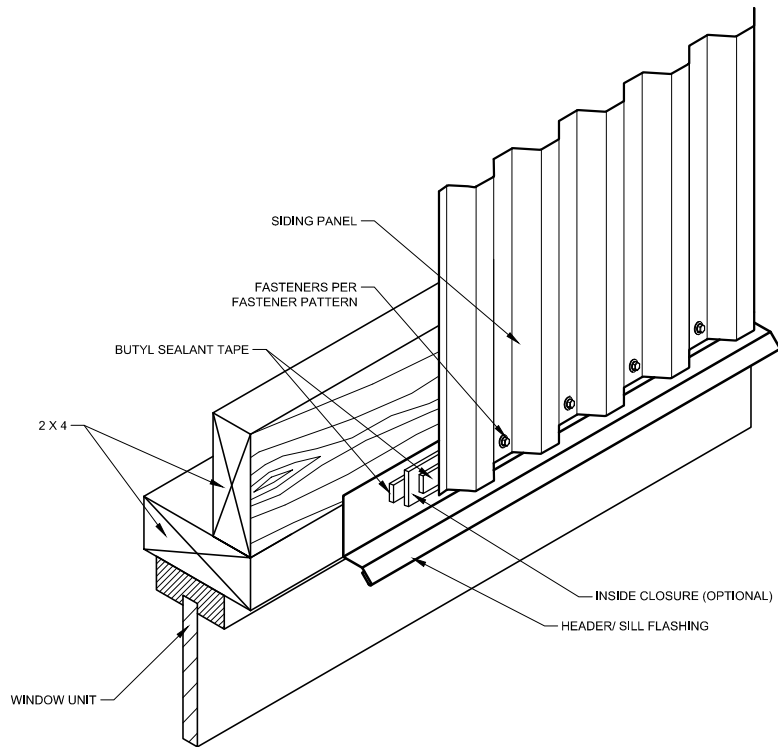 SIDING PANEL
FASTENERS PER
FASTENER PATTERN
BUTYL SEALANT TAPE
2 X 4
INSIDE CLOSURE (OPTIONAL)
HEADER/ SILL FLASHING
WINDOW UNIT